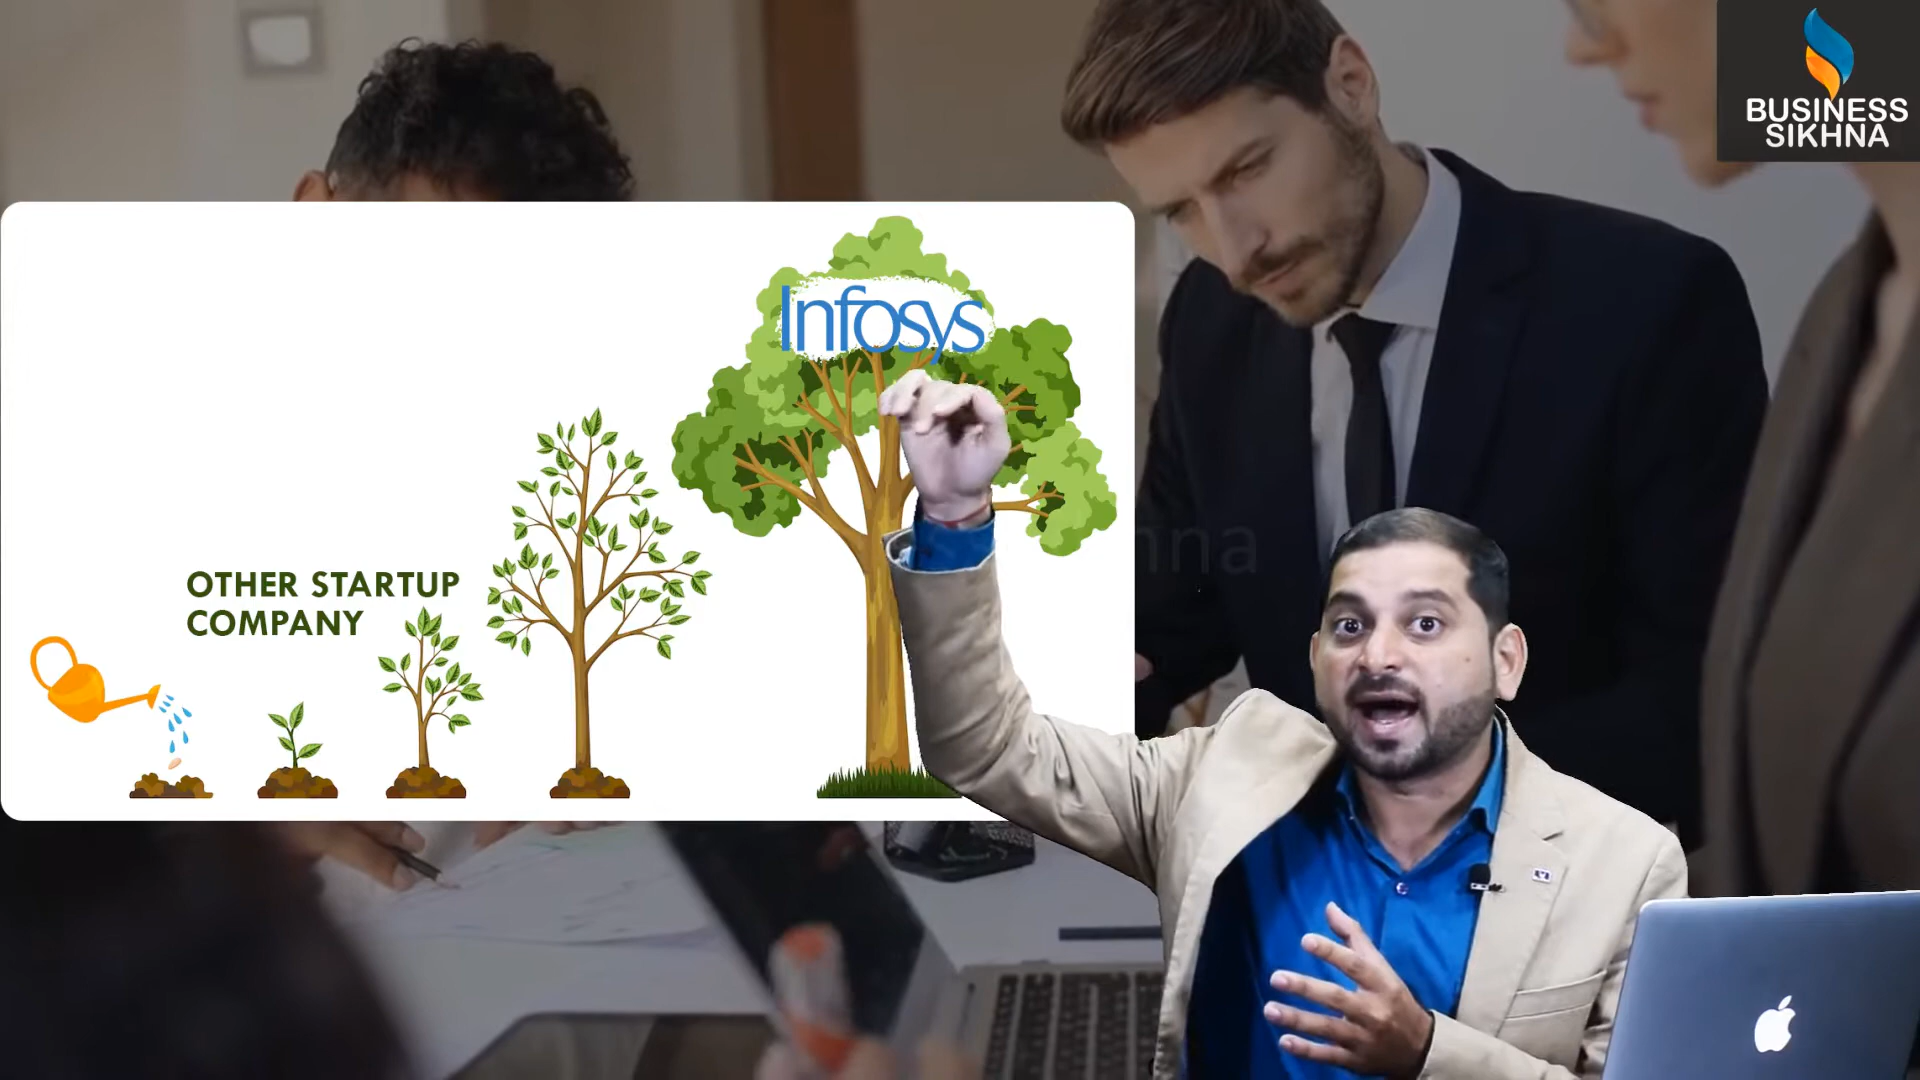 BUSINESS
SIKHNA
Infosys
OTHER STARTUP
COMPANY